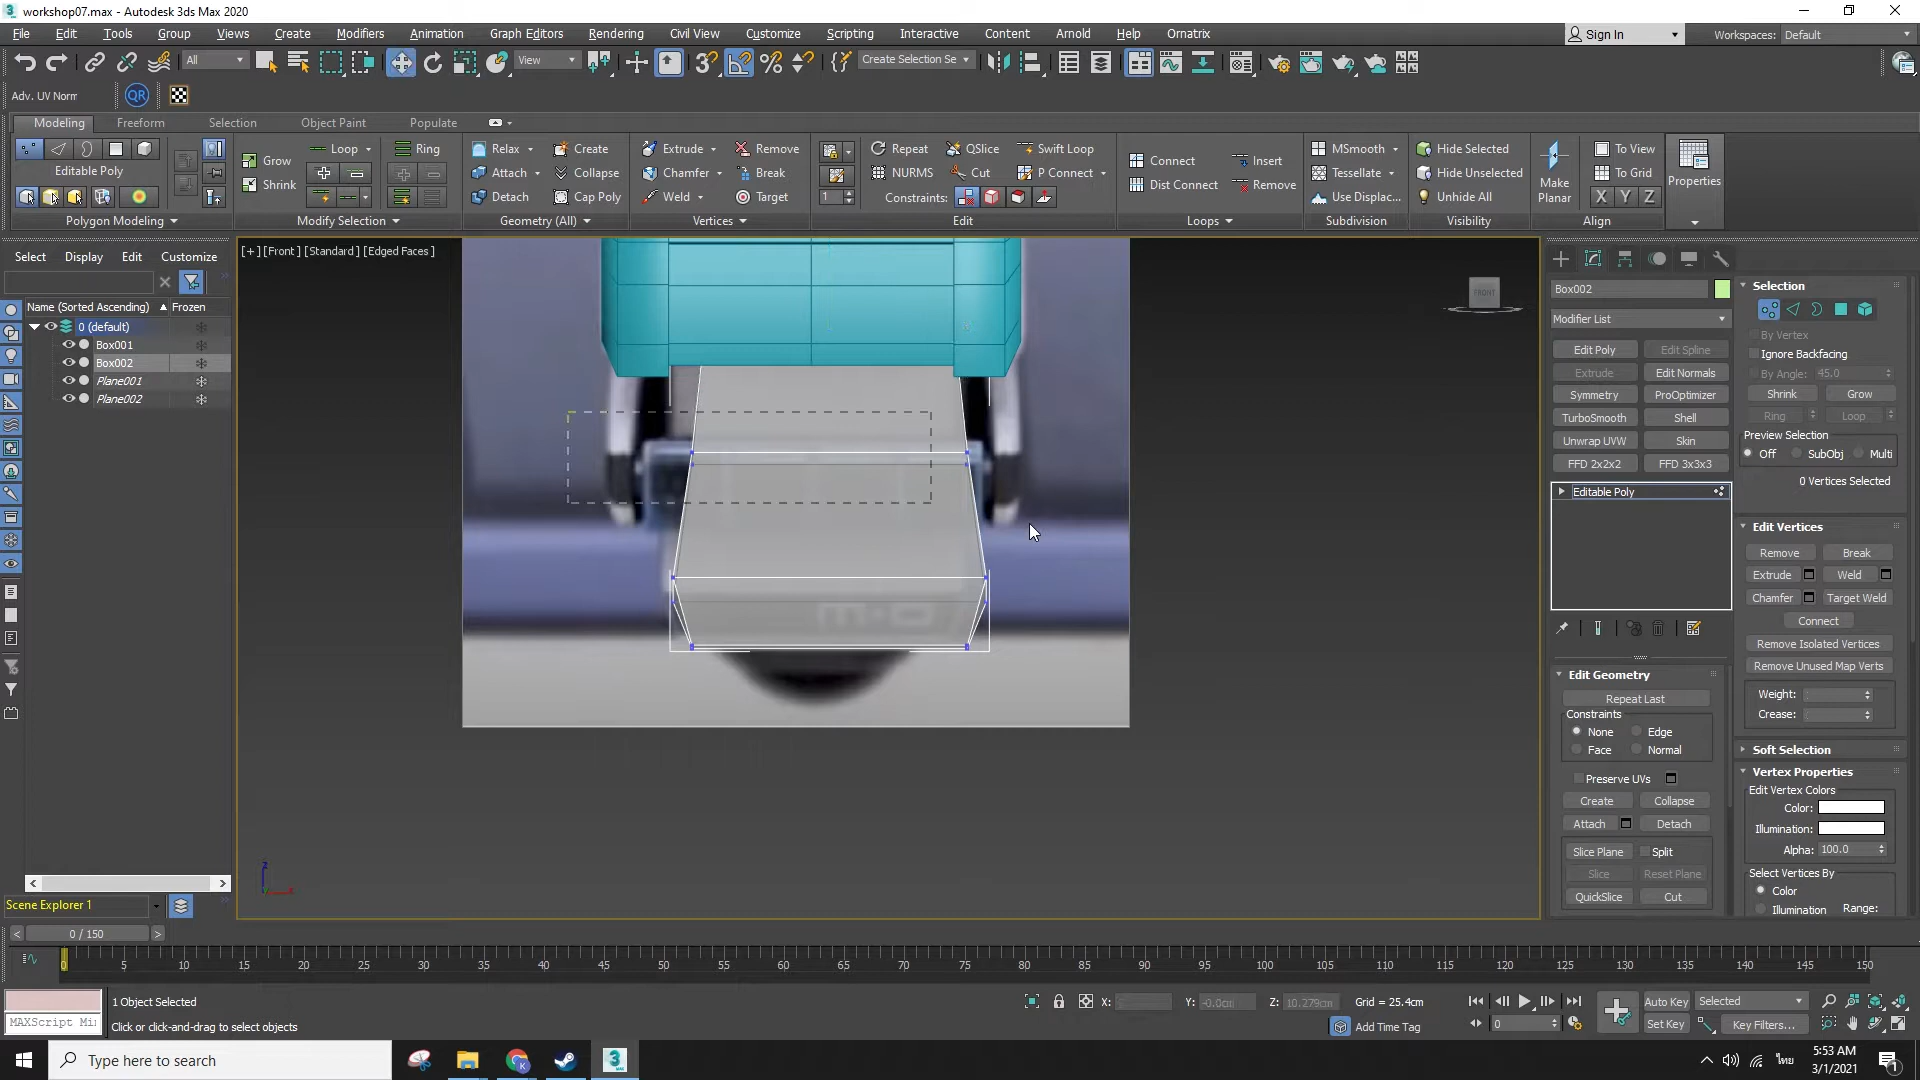 workshop07.max - Autodesk 3ds Max 2020
File Edit Tools Group Views Create Modifiers Animation Graph Editors Rendering Civil View Customize Scripting Interactive Content Arnold Help Ornatrix
Sign In Workspaces: Default
All View Create Selection Se
Adv. UV Norm QR
Modeling Freeform Selection Object Paint Populate
Loop Ring Relax Create Extrude Remove Repeat QSlice Swift Loop MSmooth Hide Selected To View
Editable Poly Grow Connect Insert
Attach Collapse Chamfer Break NURMS Cut P Connect Tessellate Hide Unselected To Grid
Shrink Dist Connect Remove Make Planar Properties
Detach Cap Poly Weld Target 1 Constraints: Use Displac... Unhide All X Y Z
Polygon Modeling Modify Selection Geometry (All) Vertices Edit Loops Subdivision Visibility Align
Select Display Edit Customize
Name (Sorted Ascending) Frozen
0 (default)
Box001
Box002
Plane001
Plane002
Scene Explorer 1
[+] [Front] [Standard] [Edged Faces]
FRONT
Box002
Modifier List
Edit Poly Edit Spline
Extrude Edit Normals
Symmetry ProOptimizer
TurboSmooth Shell
Unwrap UVW Skin
FFD 2x2x2 FFD 3x3x3
Editable Poly
Edit Geometry
Repeat Last
Constraints
None Edge
Face Normal
Preserve UVs
Create Collapse
Attach Detach
Slice Plane Split
Slice Reset Plane
QuickSlice Cut
Selection
By Vertex
Ignore Backfacing
By Angle: 45.0
Shrink Grow
Ring Loop
Preview Selection
Off SubObj Multi
0 Vertices Selected
Edit Vertices
Remove Break
Extrude Weld
Chamfer Target Weld
Connect
Remove Isolated Vertices
Remove Unused Map Verts
Weight:
Crease:
Soft Selection
Vertex Properties
Edit Vertex Colors
Color:
Illumination:
Alpha: 100.0
Select Vertices By
Color
Illumination Range:
0 / 150
0 5 10 15 20 25 30 35 40 45 50 55 60 65 70 75 80 85 90 95 100 105 110 115 120 125 130 135 140 145 150
MAXScript Mi
1 Object Selected
Click or click-and-drag to select objects
X: Y: -0.0cm Z: 10.279cm Grid = 25.4cm
Add Time Tag
0
Auto Key Selected
Set Key Key Filters...
Type here to search
ไทย
5:53 AM
3/1/2021
1